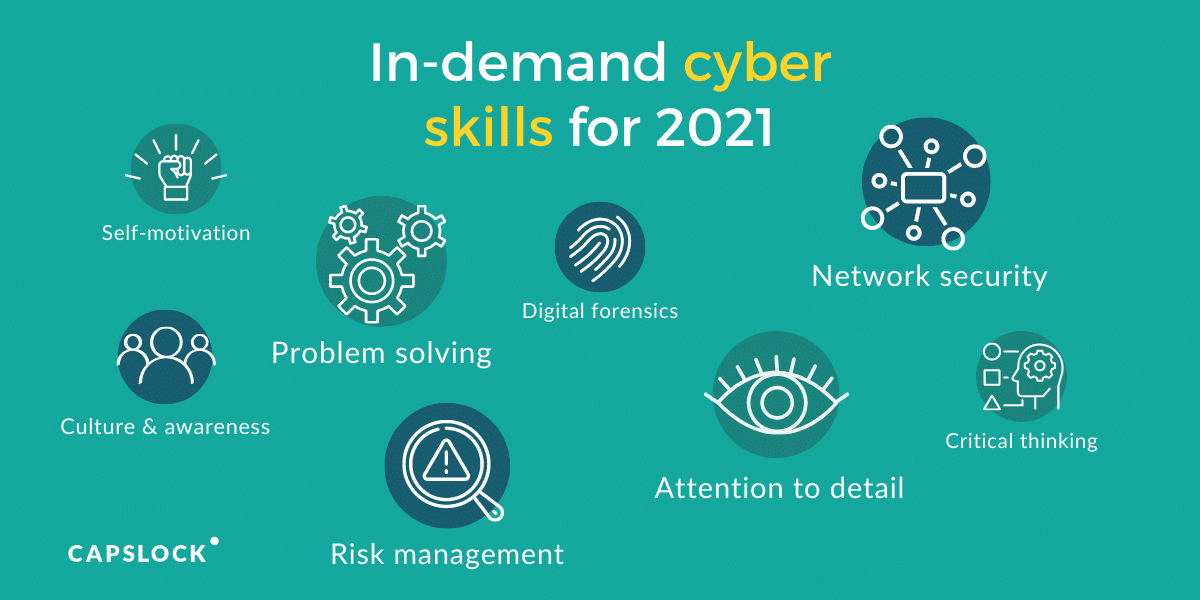 In-demand cyber
skills for 2021
Self-motivation
Problem solving
Digital forensics
Network security
Culture & awareness
Risk management
Attention to detail
Critical thinking
CAPSLOCK